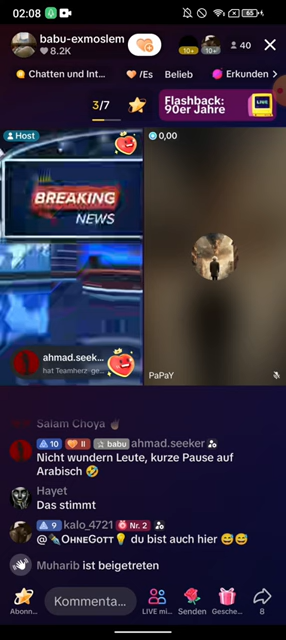 02:08
65
babu-exmoslem
8.2K
10+
10+
40
Chatten und Int...
/Es
Belieb
Erkunden
3/7
Flashback:
90er Jahre
LIVE
Host
0,00
BREAKING
NEWS
ahmad.seek...
hat Teamherz ge...
PaPaY
Salam Choya
10 II babu ahmad.seeker
Nicht wundern Leute, kurze Pause auf
Arabisch 🤣
Hayet
Das stimmt
9 kalo_4721 Nr. 2
@✒️OʜɴᴇGᴏᴛᴛ💡 du bist auch hier 😅😅
Muharib ist beigetreten
Abonn...
Kommenta...
LIVE mi...
Senden
Gesche...
8